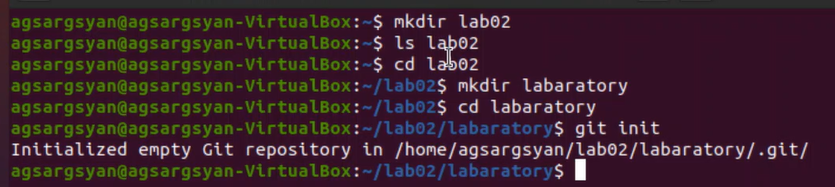 agsargsyan@agsargsyan-VirtualBox:~$ mkdir lab02
agsargsyan@agsargsyan-VirtualBox:~$ ls lab02
agsargsyan@agsargsyan-VirtualBox:~$ cd lab02
agsargsyan@agsargsyan-VirtualBox:~/lab02$ mkdir labaratory
agsargsyan@agsargsyan-VirtualBox:~/lab02$ cd labaratory
agsargsyan@agsargsyan-VirtualBox:~/lab02/labaratory$ git init
Initialized empty Git repository in /home/agsargsyan/lab02/labaratory/.git/
agsargsyan@agsargsyan-VirtualBox:~/lab02/labaratory$